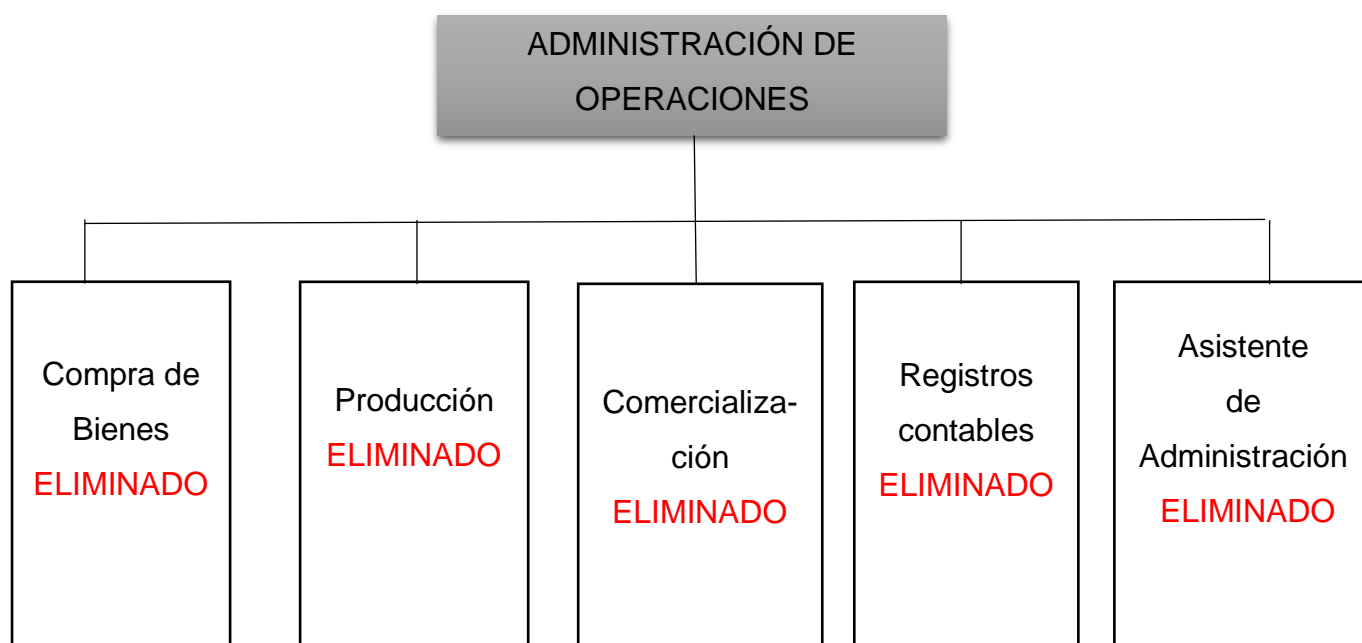 ADMINISTRACIÓN DE
OPERACIONES
Compra de
Bienes
ELIMINADO
Producción
ELIMINADO
Comercializa-
ción
ELIMINADO
Registros
contables
ELIMINADO
Asistente
de
Administración
ELIMINADO